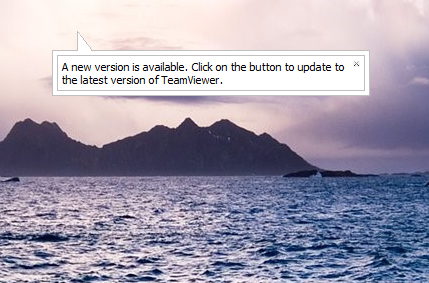 A new version is available. Click on the button to update to
the latest version of TeamViewer.